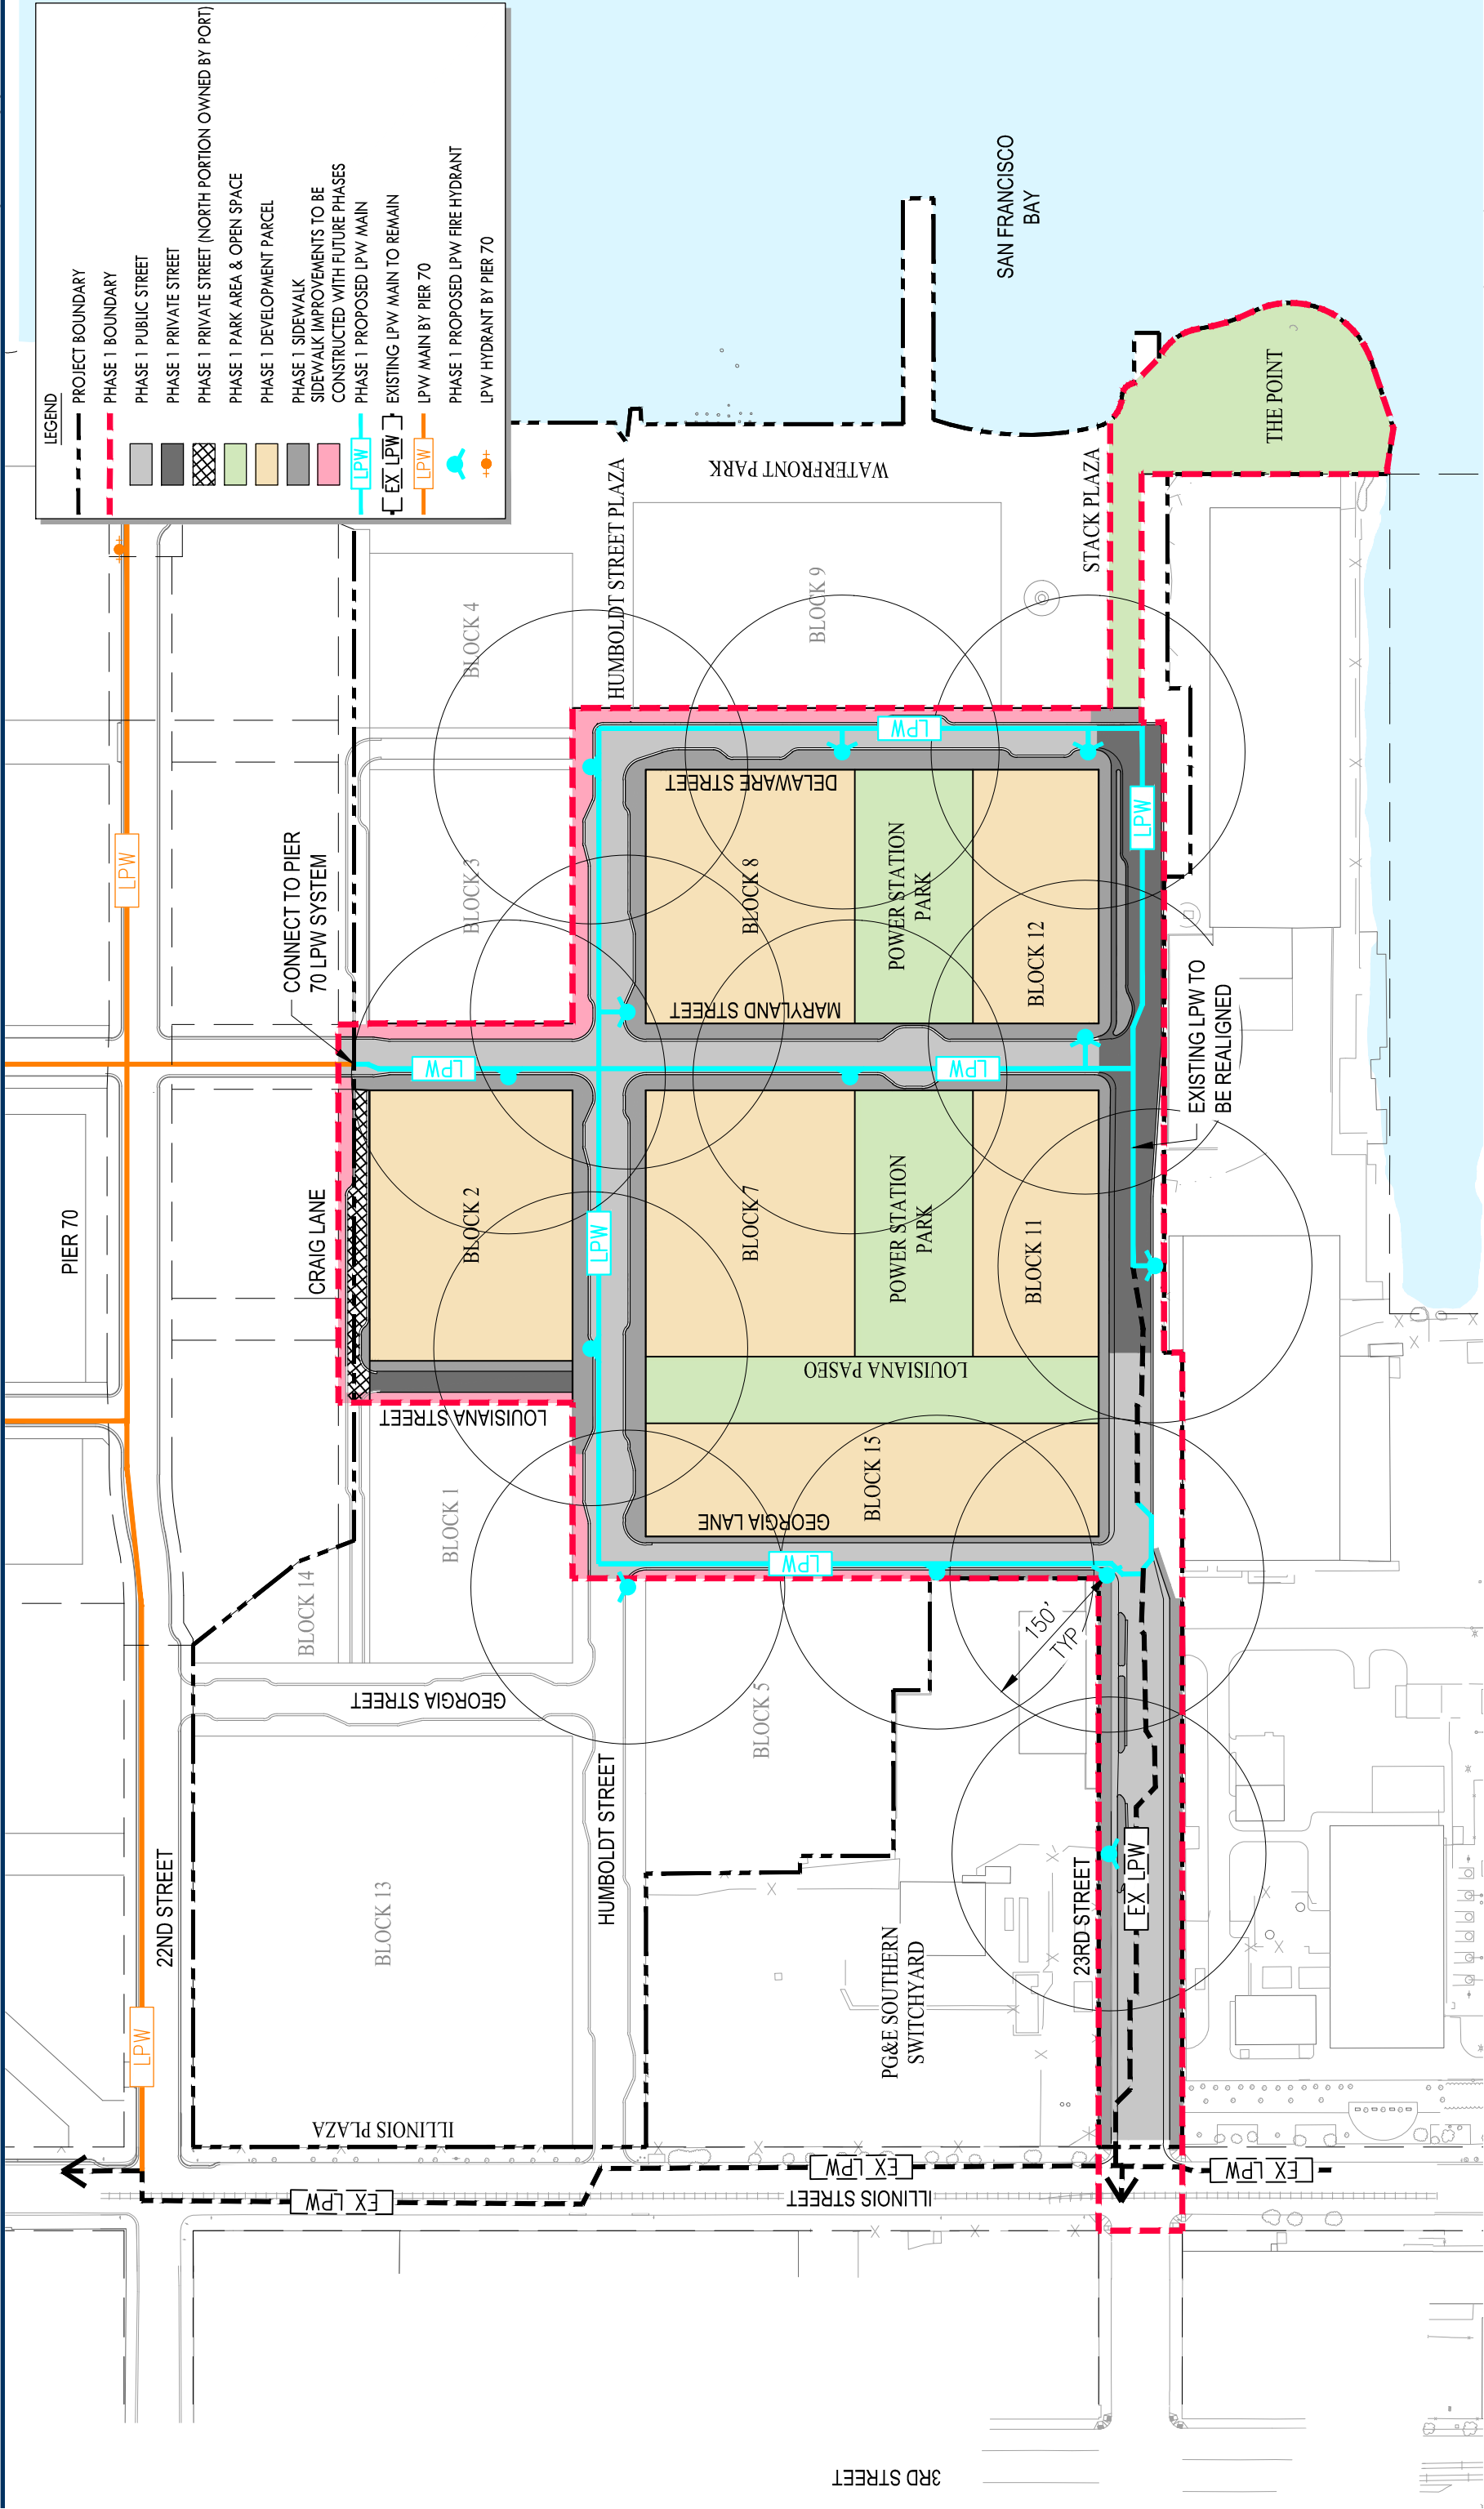 LEGEND
PROJECT BOUNDARY
PHASE 1 BOUNDARY
PHASE 1 PUBLIC STREET
PHASE 1 PRIVATE STREET
PHASE 1 PRIVATE STREET (NORTH PORTION OWNED BY PORT)
PHASE 1 PARK AREA & OPEN SPACE
PHASE 1 DEVELOPMENT PARCEL
PHASE 1 SIDEWALK
SIDEWALK IMPROVEMENTS TO BE
CONSTRUCTED WITH FUTURE PHASES
LPW
PHASE 1 PROPOSED LPW MAIN
EX LPW
EXISTING LPW MAIN TO REMAIN
LPW
LPW MAIN BY PIER 70
PHASE 1 PROPOSED LPW FIRE HYDRANT
LPW HYDRANT BY PIER 70
SAN FRANCISCO
BAY
THE POINT
WATERFRONT PARK
HUMBOLDT STREET PLAZA
STACK PLAZA
BLOCK 4
BLOCK 9
LPW
LPW
DELAWARE STREET
LPW
CONNECT TO PIER
70 LPW SYSTEM
BLOCK 3
BLOCK 8
POWER STATION
PARK
BLOCK 12
MARYLAND STREET
EXISTING LPW TO
BE REALIGNED
LPW
LPW
PIER 70
CRAIG LANE
BLOCK 2
LPW
BLOCK 7
POWER STATION
PARK
BLOCK 11
LOUISIANA PASEO
LOUISIANA STREET
BLOCK 1
BLOCK 15
GEORGIA LANE
LPW
BLOCK 14
150'
TYP
GEORGIA STREET
BLOCK 5
22ND STREET
HUMBOLDT STREET
BLOCK 13
23RD STREET
EX LPW
PG&E SOUTHERN
SWITCHYARD
LPW
ILLINOIS PLAZA
EX LPW
EX LPW
EX LPW
ILLINOIS STREET
3RD STREET